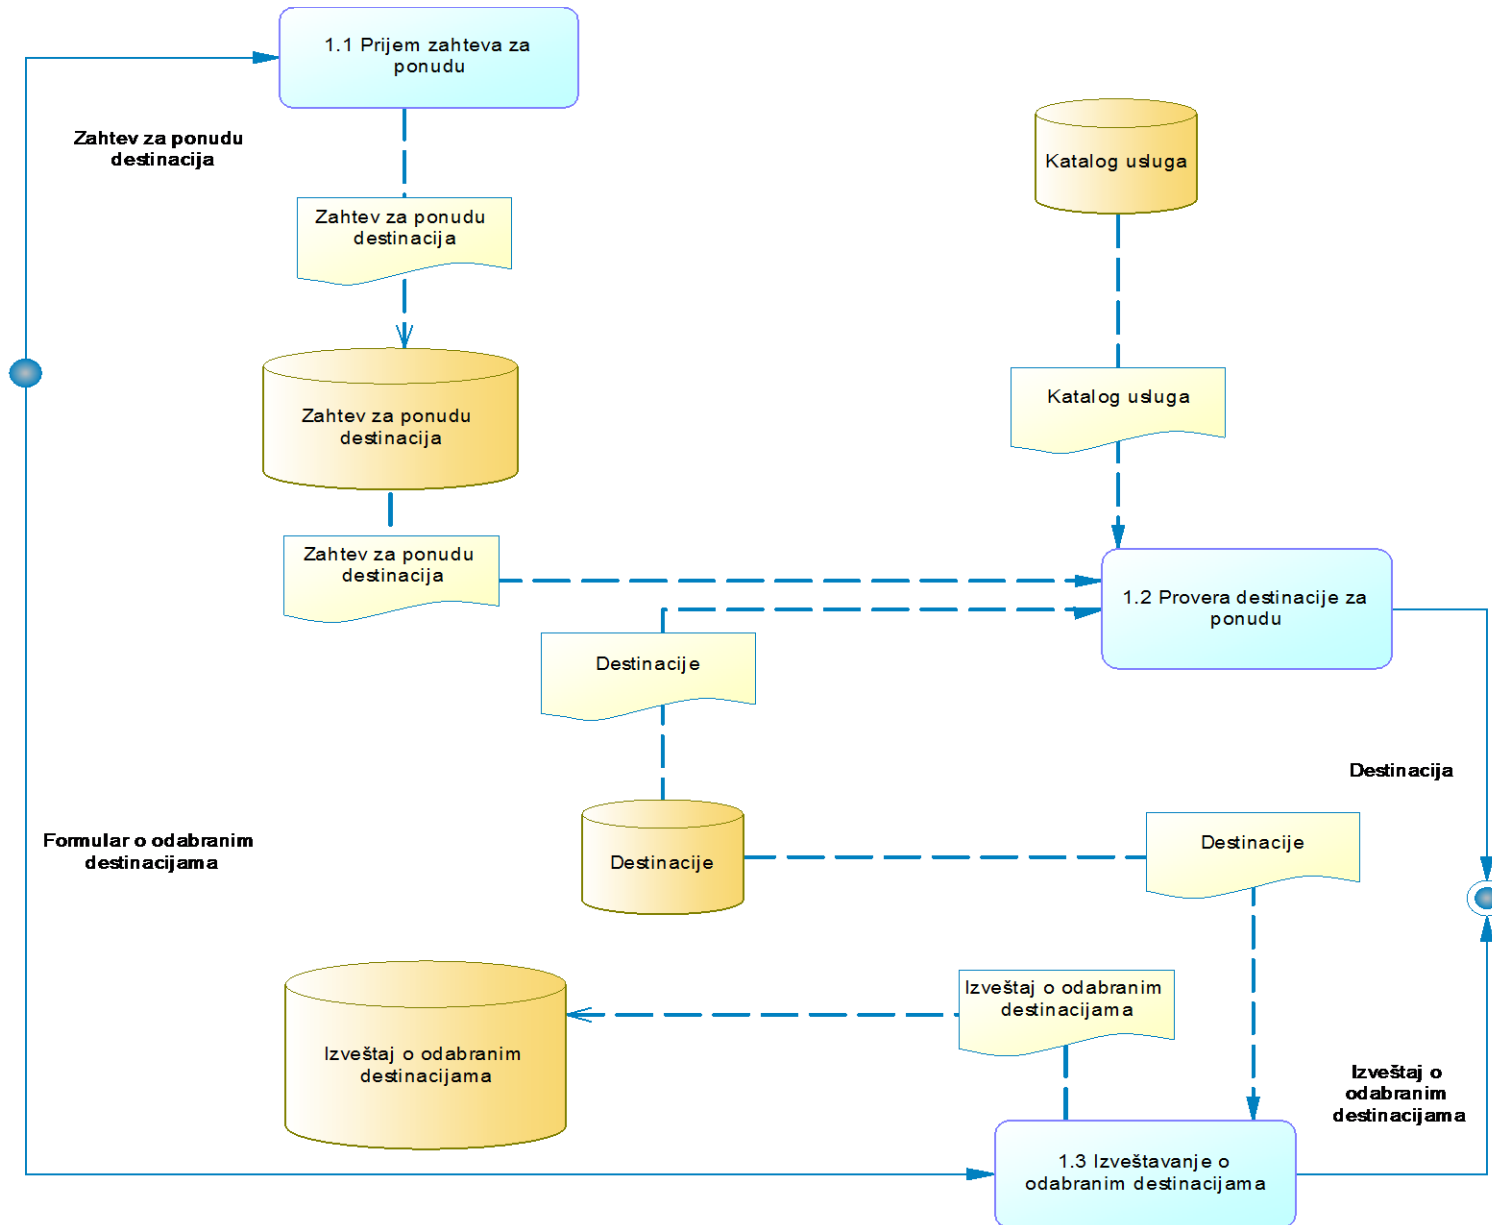 1.1 Prijem zahteva za
ponudu
Zahtev za ponudu
destinacija
Katalog usluga
Zahtev za ponudu
destinacija
Katalog usluga
Zahtev za ponudu
destinacija
Zahtev za ponudu
destinacija
1.2 Provera destinacije za
ponudu
Destinacije
Destinacija
Formular o odabranim
destinacijama
Destinacije
Destinacije
Izveštaj o odabranim
destinacijama
Izveštaj o odabranim
destinacijama
Izveštaj o
odabranim
destinacijama
1.3 Izveštavanje o
odabranim destinacijama